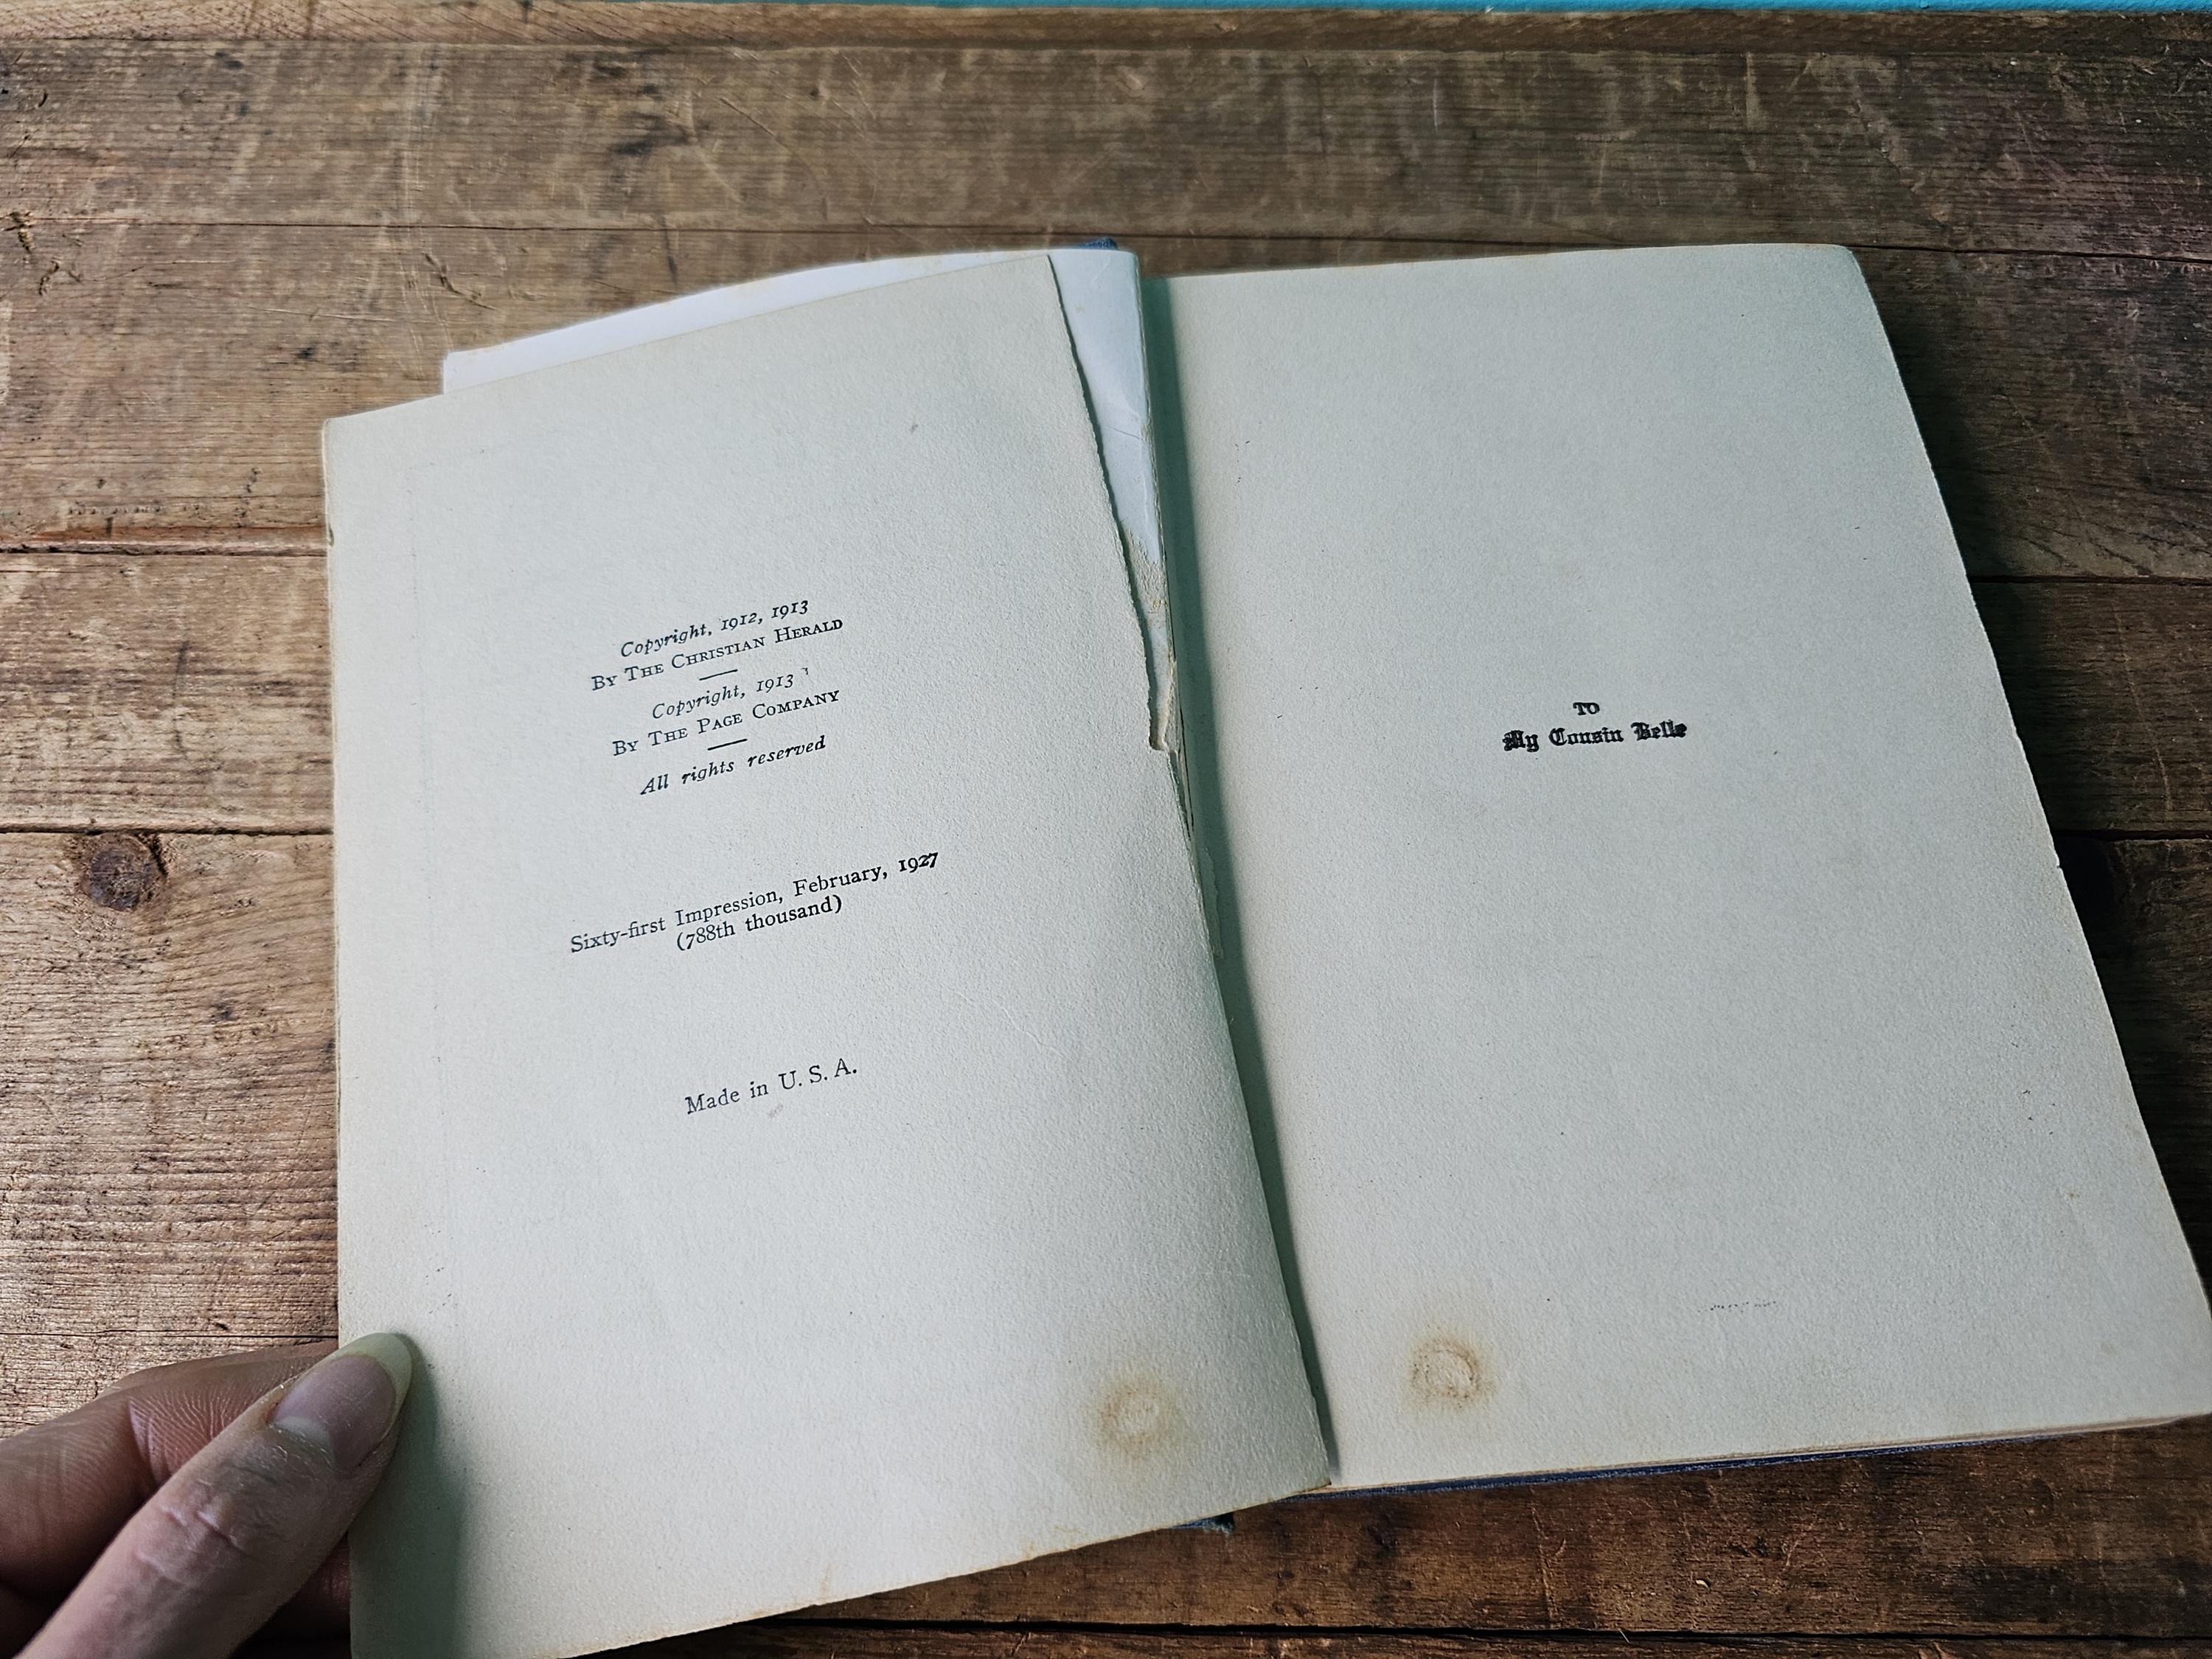 Copyright, 1912, 1913
By The Christian Herald
Copyright, 1913
By The Page Company
All rights reserved
Sixty-first Impression, February, 1927
(788th thousand)
Made in U. S. A.
TO
My Cousin Belle